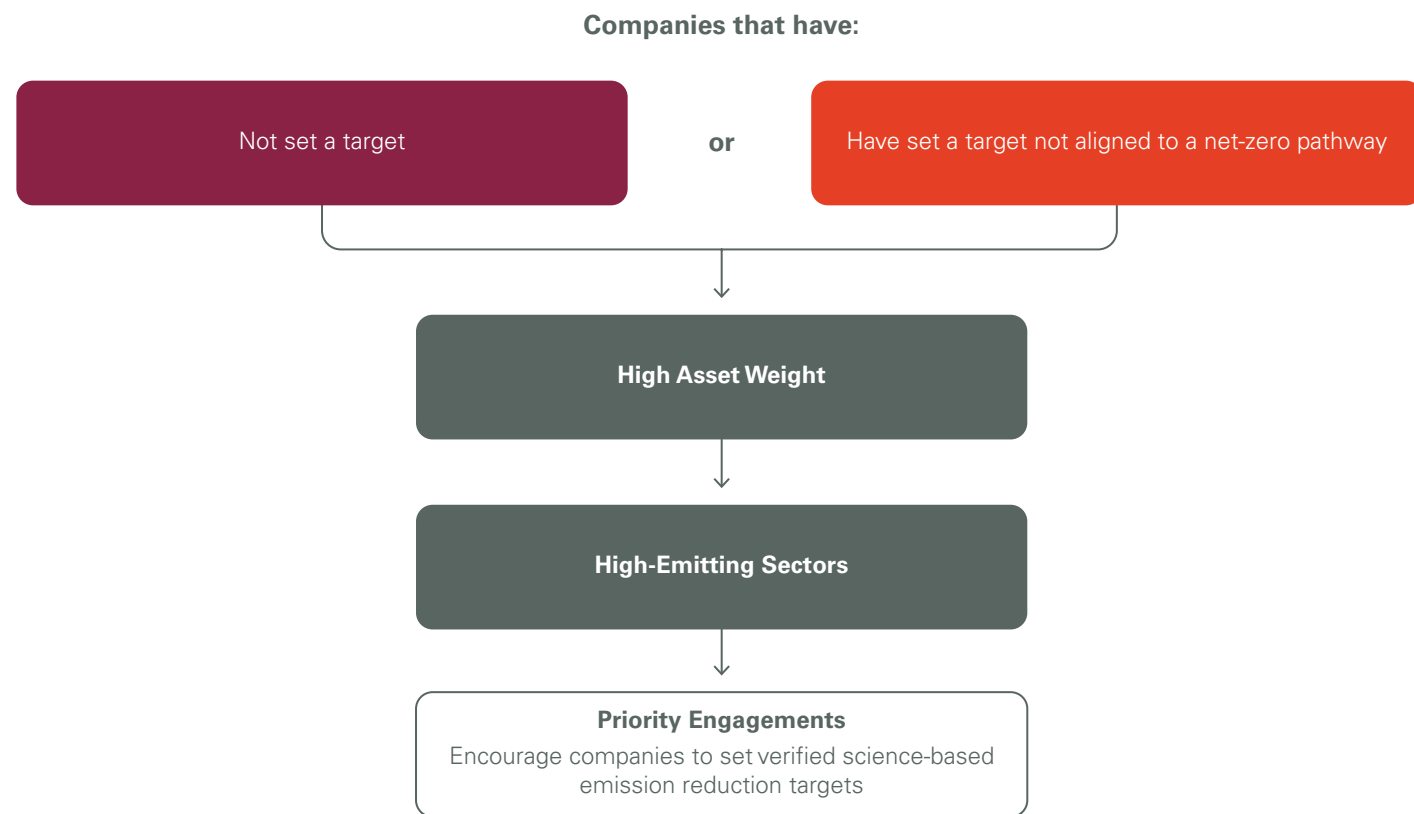 Companies that have:
Not set a target
or
Have set a target not aligned to a net-zero pathway
High Asset Weight
High-Emitting Sectors
Priority Engagements
Encourage companies to set verified science-based
emission reduction targets